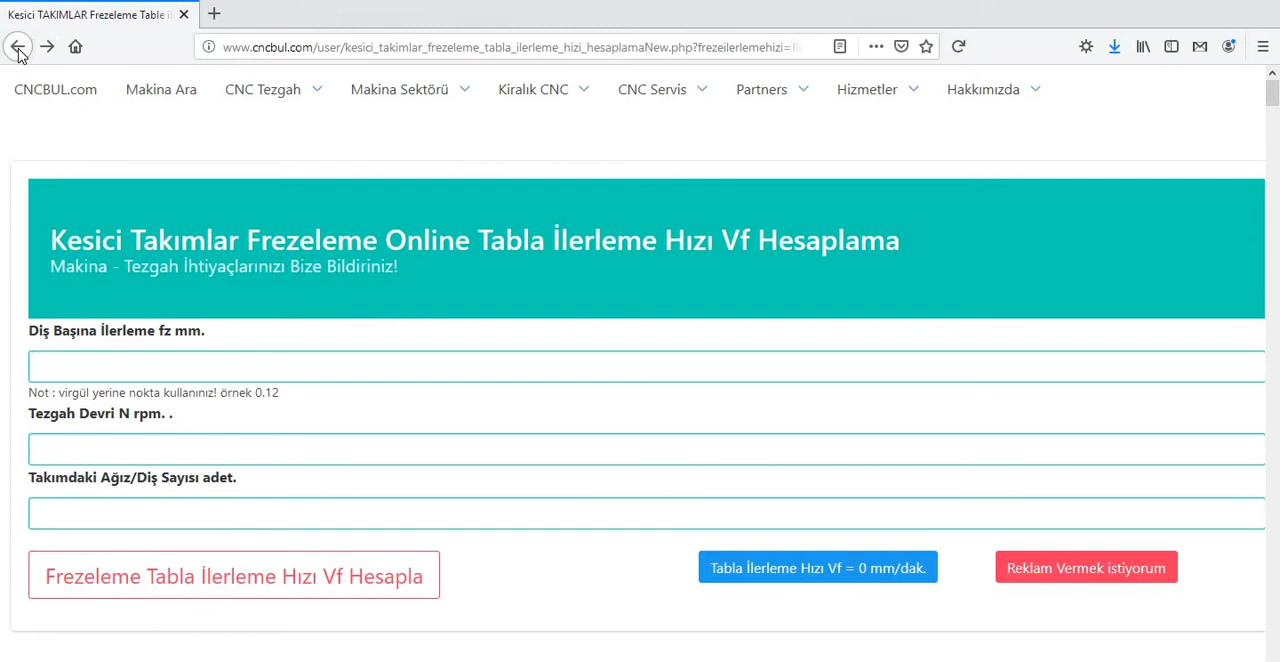 Kesici TAKIMLAR Frezeleme Table
www.cncbul.com/user/kesici_takimlar_frezeleme_tabla_ilerleme_hizi_hesaplamaNew.php?frezeilerlemehizi=
CNCBUL.com Makina Ara CNC Tezgah Makina Sektörü Kiralık CNC CNC Servis Partners Hizmetler Hakkımızda
Kesici Takımlar Frezeleme Online Tabla İlerleme Hızı Vf Hesaplama
Makina - Tezgah İhtiyaçlarınızı Bize Bildiriniz!
Diş Başına İlerleme fz mm.
Not : virgül yerine nokta kullanınız! örnek 0.12
Tezgah Devri N rpm. .
Takımdaki Ağız/Diş Sayısı adet.
Frezeleme Tabla İlerleme Hızı Vf Hesapla Tabla İlerleme Hızı Vf = 0 mm/dak. Reklam Vermek istiyorum